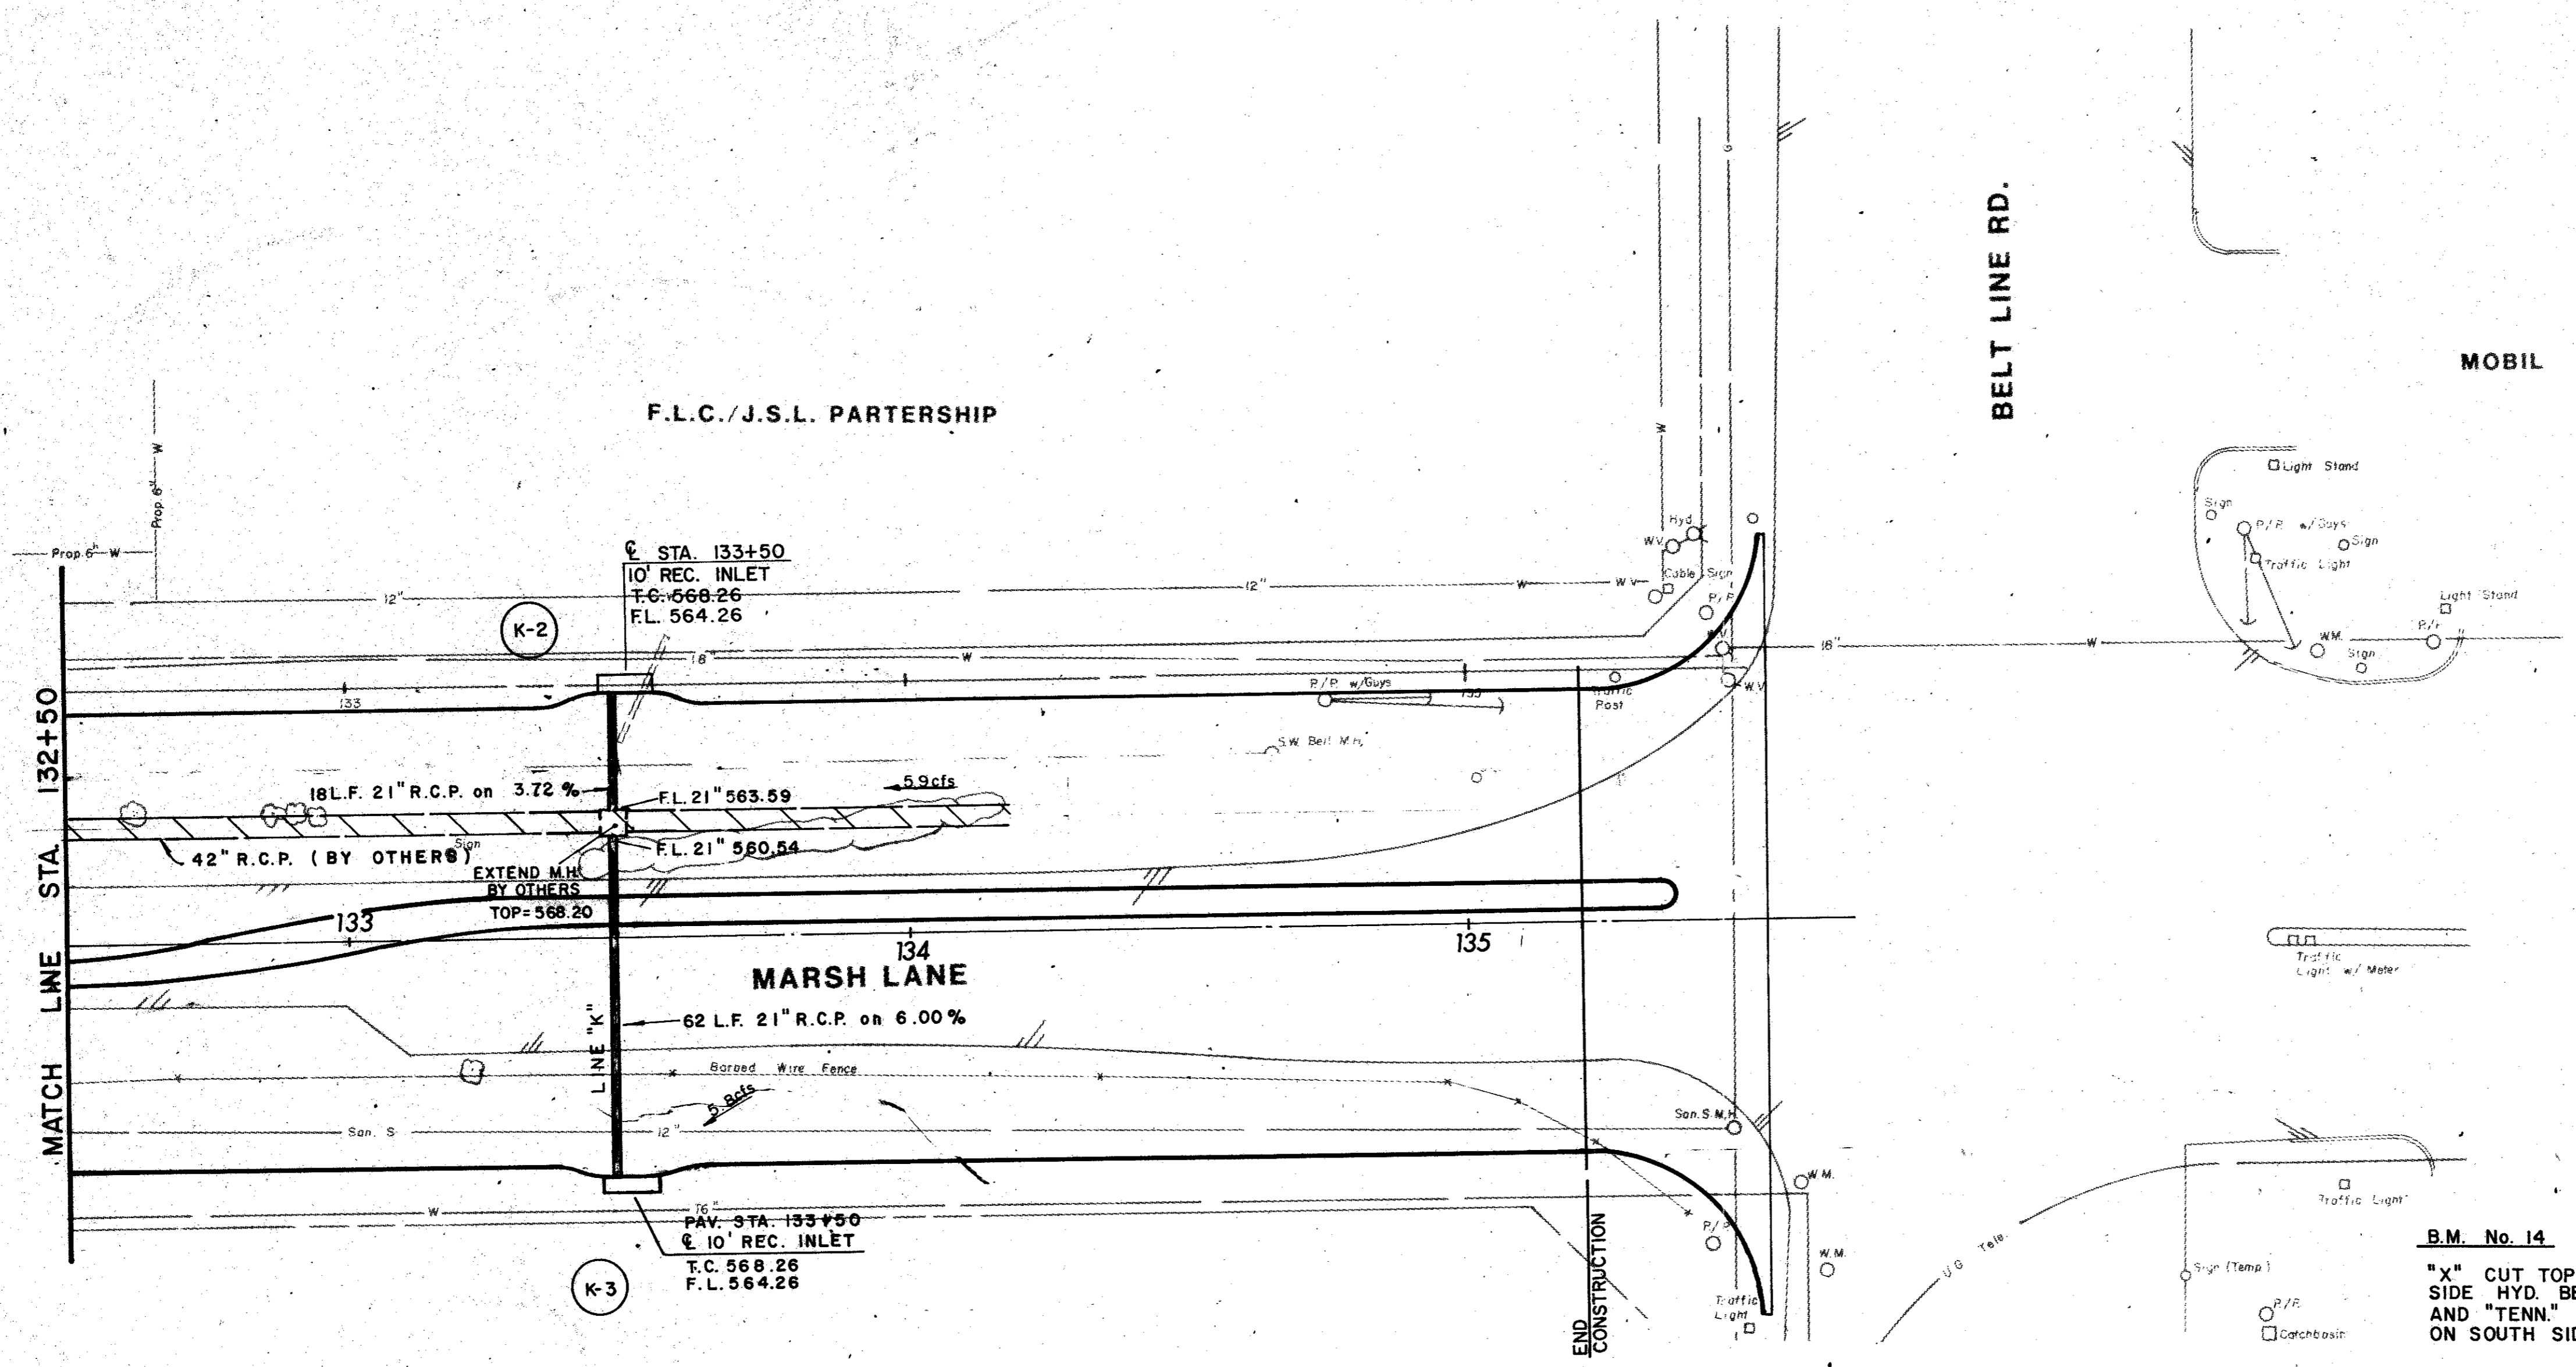 BELT LINE RD.
MOBIL
F.L.C./J.S.L. PARTERSHIP
Light Stand
Sign
P./P. w/Guys
Sign
Traffic Light
Light Stand
W.M.
P./P.
Sign
18"
W
W
G
Hyd.
W.V.
Cable
Sign
P./P.
W.V.
W.V.
Prop. 6" W
Prop. 6" W
12"
12"
W
℄ STA. 133+50
10' REC. INLET
T.C. 568.26
F.L. 564.26
K-2
18"
W
133
P./P. w/Guys
135
Traffic
Post
S.W. Bell M.H.
MATCH LINE STA. 132+50
18 L.F. 21" R.C.P. on 3.72 %
F.L. 21" 563.59
5.9cfs
42" R.C.P. (BY OTHERS)
Sign
F.L. 21" 560.54
EXTEND M.H.
BY OTHERS
TOP=568.20
133
134
135
MARSH LANE
LINE "K"
62 L.F. 21" R.C.P. on 6.00 %
Barbed Wire Fence
5.8cfs
San. S
12"
San. S.M.H.
W
16"
PAV. STA. 133+50
℄ 10' REC. INLET
T.C. 568.26
F.L. 564.26
K-3
END
CONSTRUCTION
W.M.
P./P.
W.M.
Traffic
Light
Traffic
Light w/ Meter
U G Tele.
Traffic Light
Sign (Temp.)
P./P.
Catchbasin
B.M. No. 14
"X" CUT TOP
SIDE HYD. BE
AND "TENN."
ON SOUTH SID